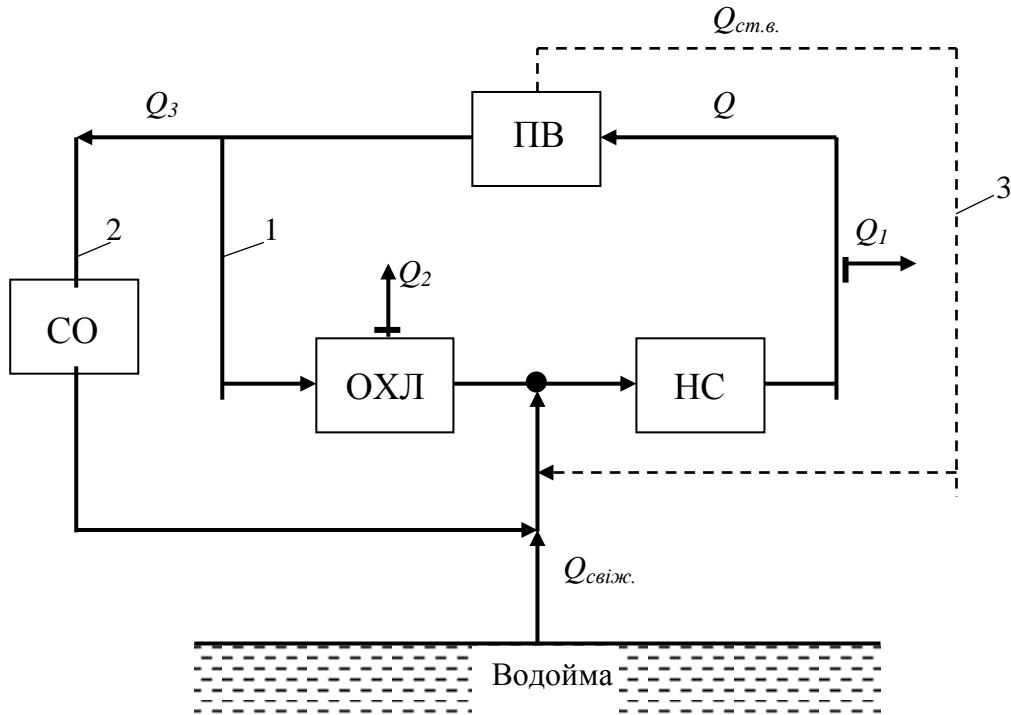 Qст.в.
Q3
Q
ПВ
3
2
1
Q1
Q2
СО
ОХЛ
НС
Qсвіж.
Водойма